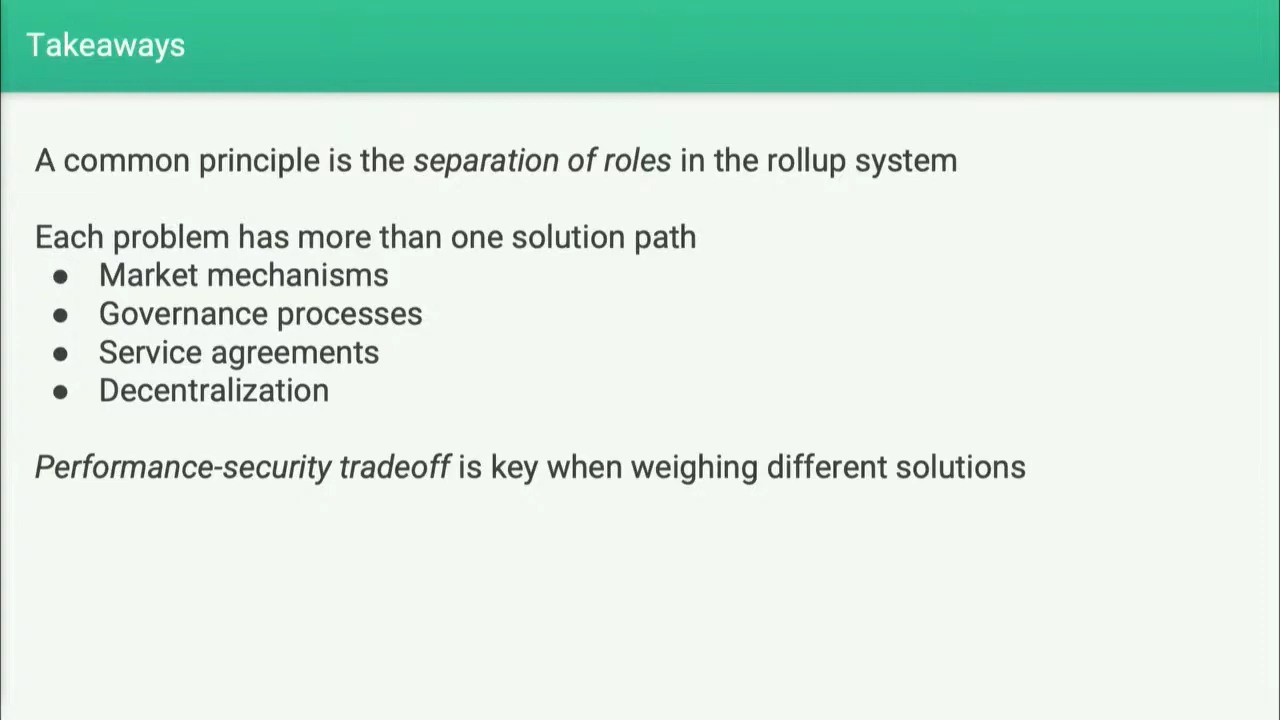 Takeaways
A common principle is the separation of roles in the rollup system
Each problem has more than one solution path
● Market mechanisms
● Governance processes
● Service agreements
● Decentralization
Performance-security tradeoff is key when weighing different solutions